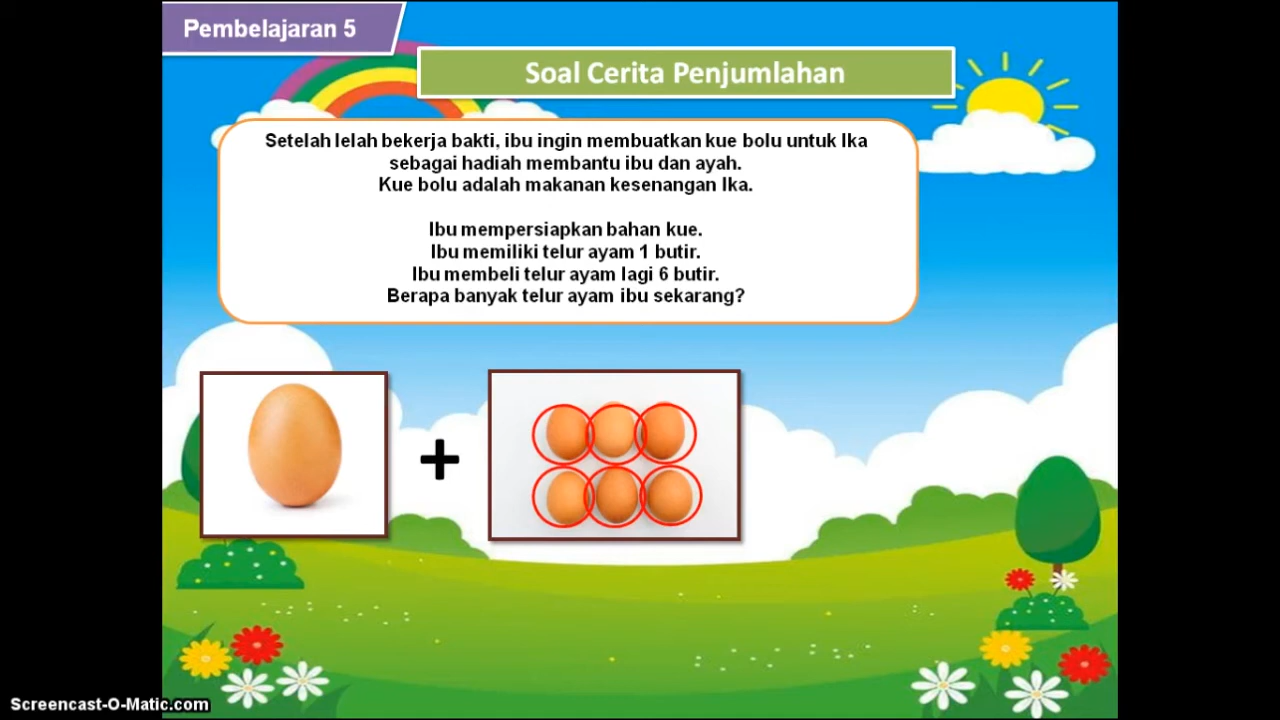 Pembelajaran 5
Soal Cerita Penjumlahan
Setelah lelah bekerja bakti, ibu ingin membuatkan kue bolu untuk Ika
sebagai hadiah membantu ibu dan ayah.
Kue bolu adalah makanan kesenangan Ika.
Ibu mempersiapkan bahan kue.
Ibu memiliki telur ayam 1 butir.
Ibu membeli telur ayam lagi 6 butir.
Berapa banyak telur ayam ibu sekarang?
+
Screencast-O-Matic.com